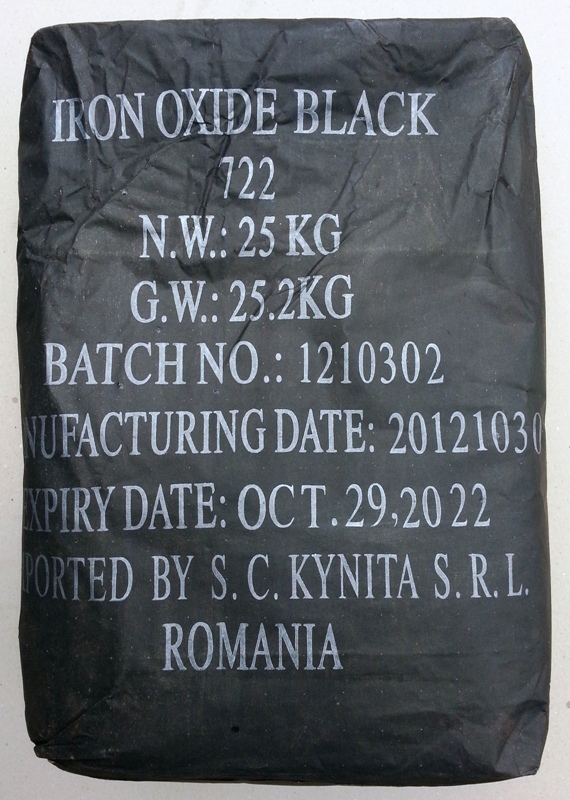 IRON OXIDE BLACK
722
N.W.: 25 KG
G.W.: 25.2KG
BATCH NO.: 1210302
NUFACTURING DATE: 20121030
EXPIRY DATE: OCT.29,2022
PORTED BY S.C.KYNITA S.R.L.
ROMANIA